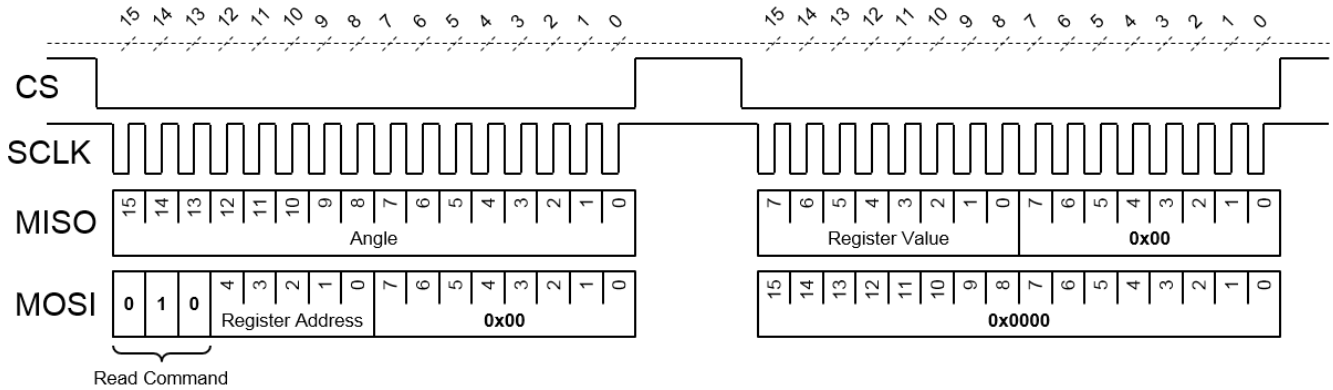 15 14 13 12 11 10 9 8 7 6 5 4 3 2 1 0 15 14 13 12 11 10 9 8 7 6 5 4 3 2 1 0
CS
SCLK
MISO 15 14 13 12 11 10 9 8 7 6 5 4 3 2 1 0 7 6 5 4 3 2 1 0 7 6 5 4 3 2 1 0
Angle Register Value 0x00
MOSI 0 1 0 4 3 2 1 0 7 6 5 4 3 2 1 0 15 14 13 12 11 10 9 8 7 6 5 4 3 2 1 0
Register Address 0x00 0x0000
Read Command